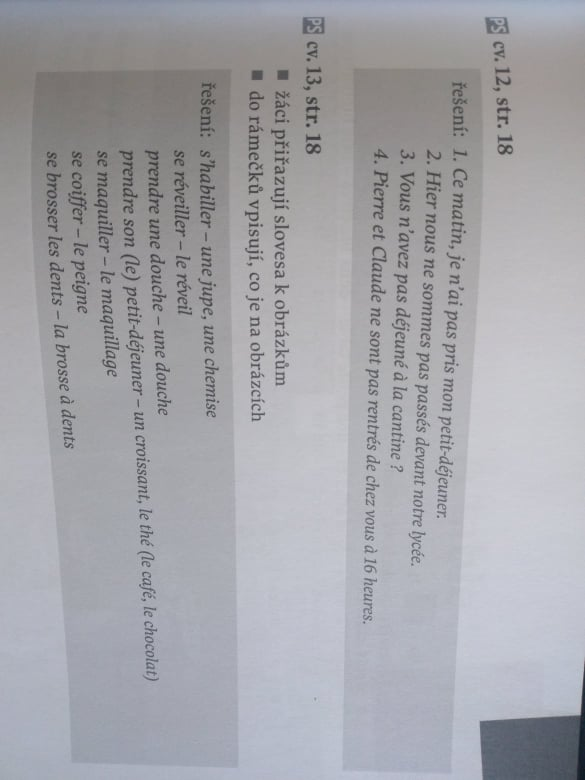 PS cv. 12, str. 18
řešení: 1. Ce matin, je n'ai pas pris mon petit-déjeuner.
2. Hier nous ne sommes pas passés devant notre lycée.
3. Vous n'avez pas déjeuné à la cantine ?
4. Pierre et Claude ne sont pas rentrés de chez vous à 16 heures.
PS cv. 13, str. 18
■ žáci přiřazují slovesa k obrázkům
■ do rámečků vpisují, co je na obrázcích
řešení: s'habiller – une jupe, une chemise
se réveiller – le réveil
prendre une douche – une douche
prendre son (le) petit-déjeuner – un croissant, le thé (le café, le chocolat)
se maquiller – le maquillage
se coiffer – le peigne
se brosser les dents – la brosse à dents